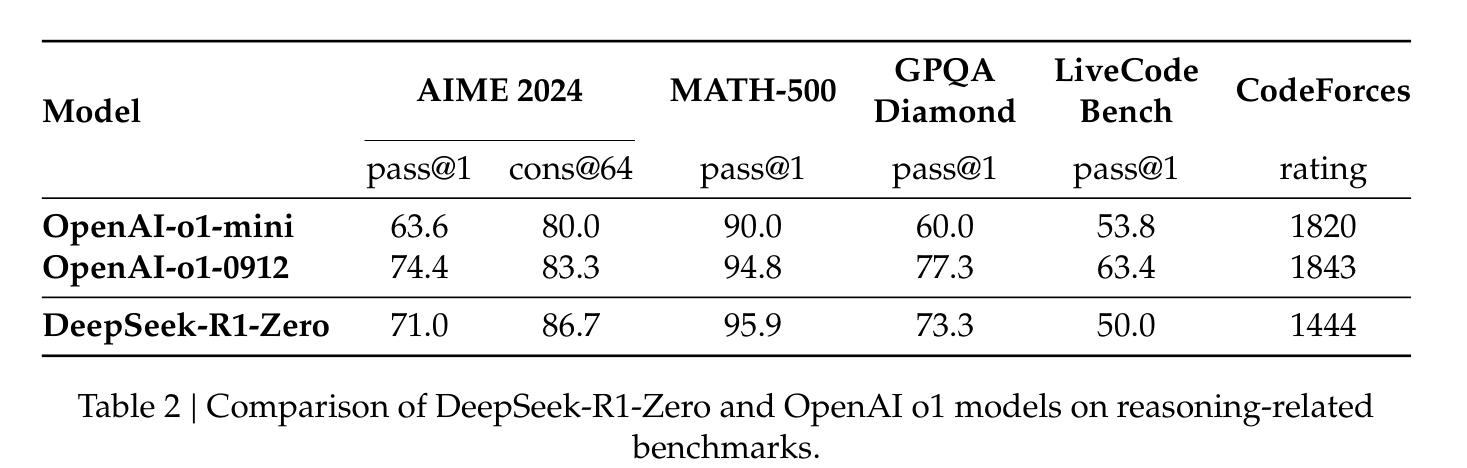 Model AIME 2024 MATH-500 GPQA Diamond LiveCode Bench CodeForces
pass@1 cons@64 pass@1 pass@1 pass@1 rating
OpenAI-o1-mini 63.6 80.0 90.0 60.0 53.8 1820
OpenAI-o1-0912 74.4 83.3 94.8 77.3 63.4 1843
DeepSeek-R1-Zero 71.0 86.7 95.9 73.3 50.0 1444
Table 2 | Comparison of DeepSeek-R1-Zero and OpenAI o1 models on reasoning-related
benchmarks.